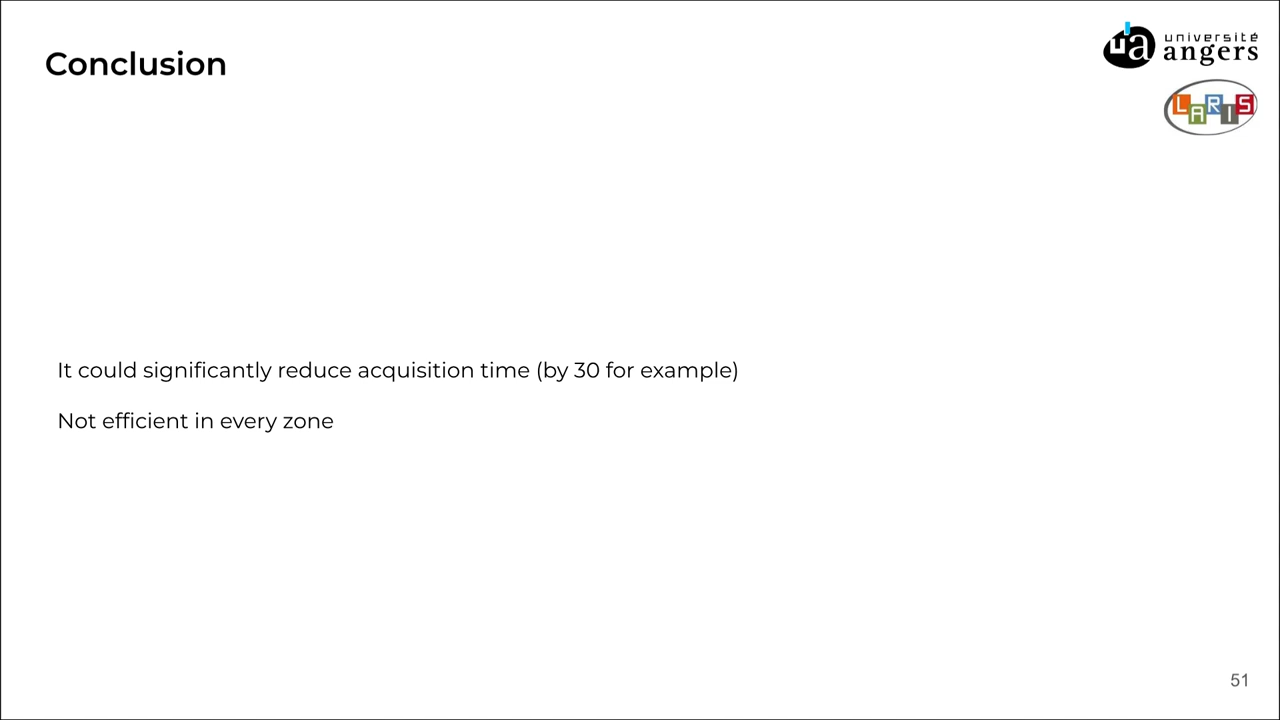 Conclusion
université
angers
LARIS
It could significantly reduce acquisition time (by 30 for example)
Not efficient in every zone
51